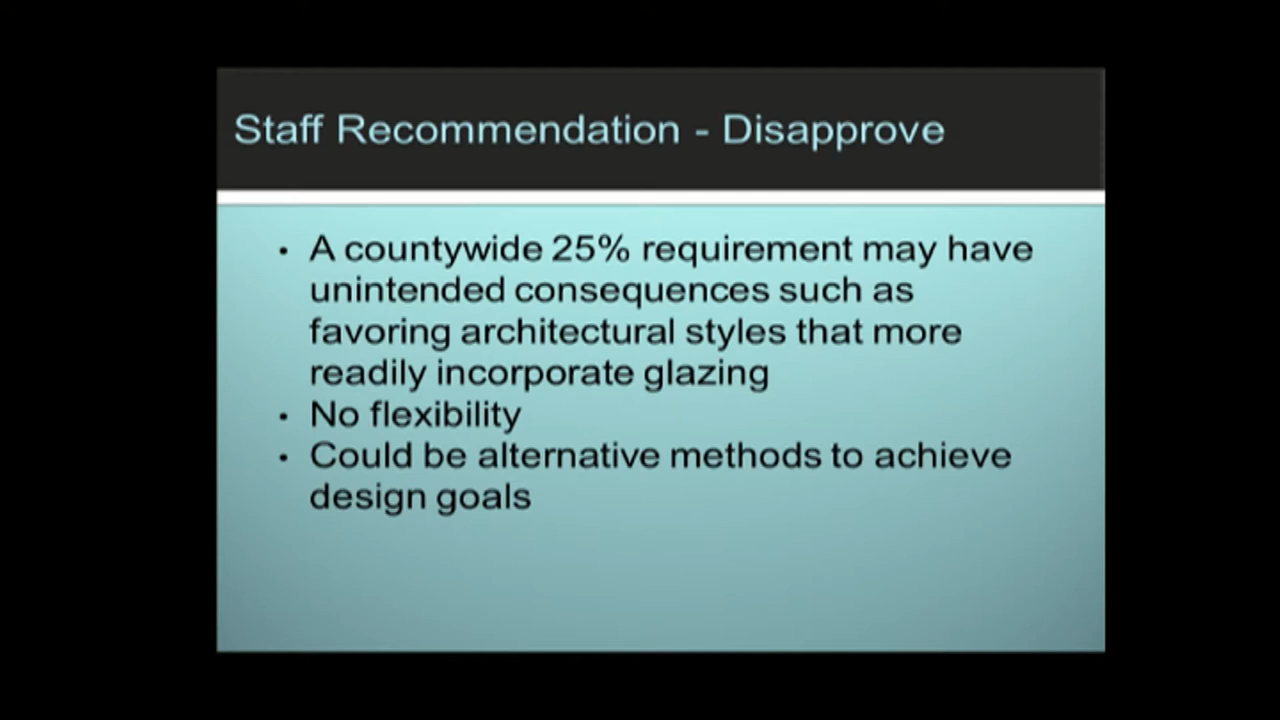 Staff Recommendation - Disapprove
• A countywide 25% requirement may have
unintended consequences such as
favoring architectural styles that more
readily incorporate glazing
• No flexibility
• Could be alternative methods to achieve
design goals